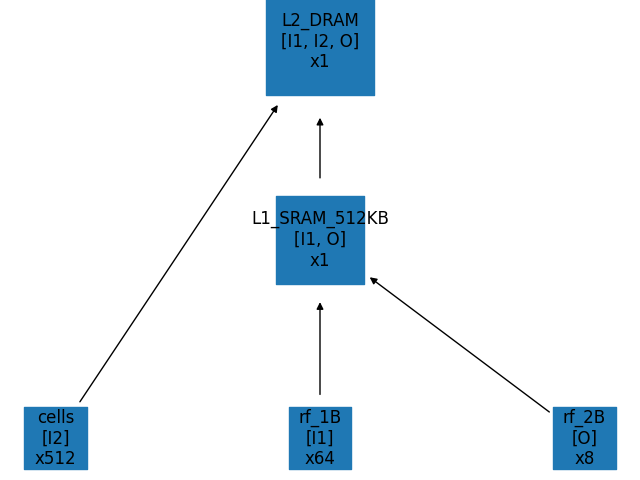 L2_DRAM
[I1, I2, O]
x1
L1_SRAM_512KB
[I1, O]
x1
cells
[I2]
x512
rf_1B
[I1]
x64
rf_2B
[O]
x8